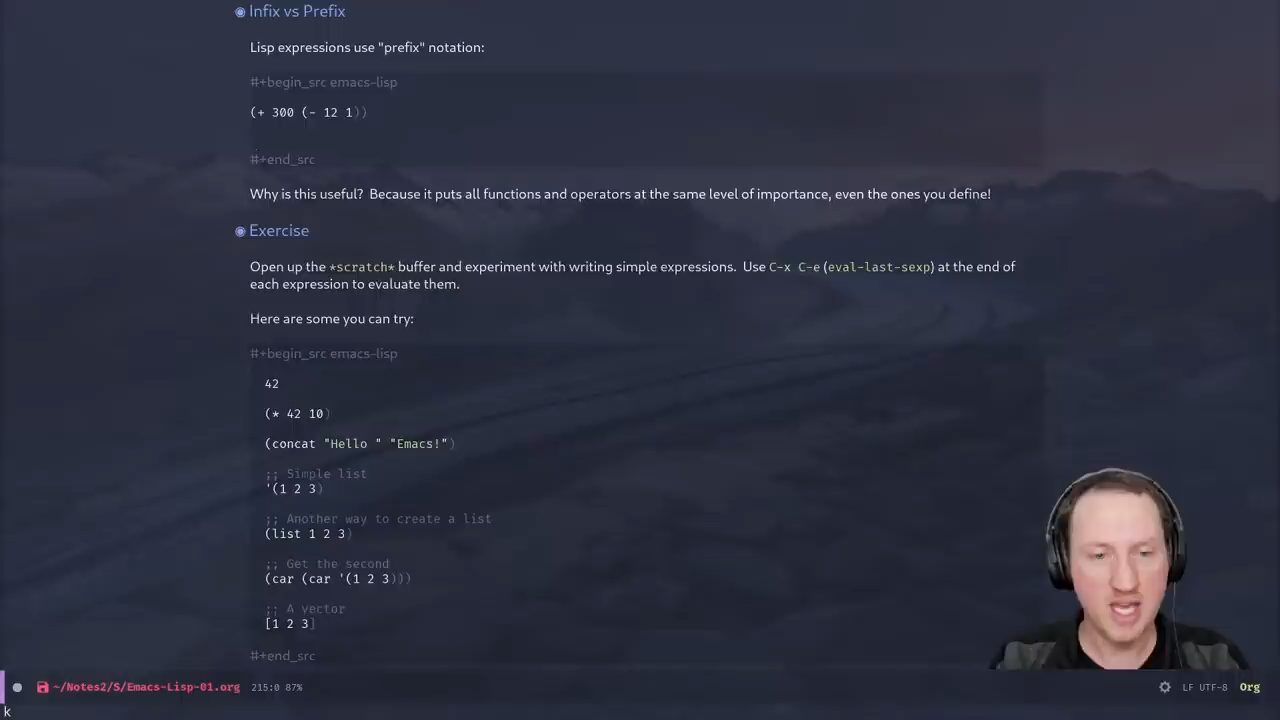 Infix vs Prefix
Lisp expressions use "prefix" notation:
#+begin_src emacs-lisp
(+ 300 (- 12 1))
#+end_src
Why is this useful? Because it puts all functions and operators at the same level of importance, even the ones you define!
Exercise
Open up the *scratch* buffer and experiment with writing simple expressions. Use C-x C-e (eval-last-sexp) at the end of
each expression to evaluate them.
Here are some you can try:
#+begin_src emacs-lisp
42
(* 42 10)
(concat "Hello " "Emacs!")
;; Simple list
'(1 2 3)
;; Another way to create a list
(list 1 2 3)
;; Get the second
(car (car '(1 2 3)))
;; A vector
[1 2 3]
#+end_src
~/Notes2/S/Emacs-Lisp-01.org 215:0 87% LF UTF-8 Org
k